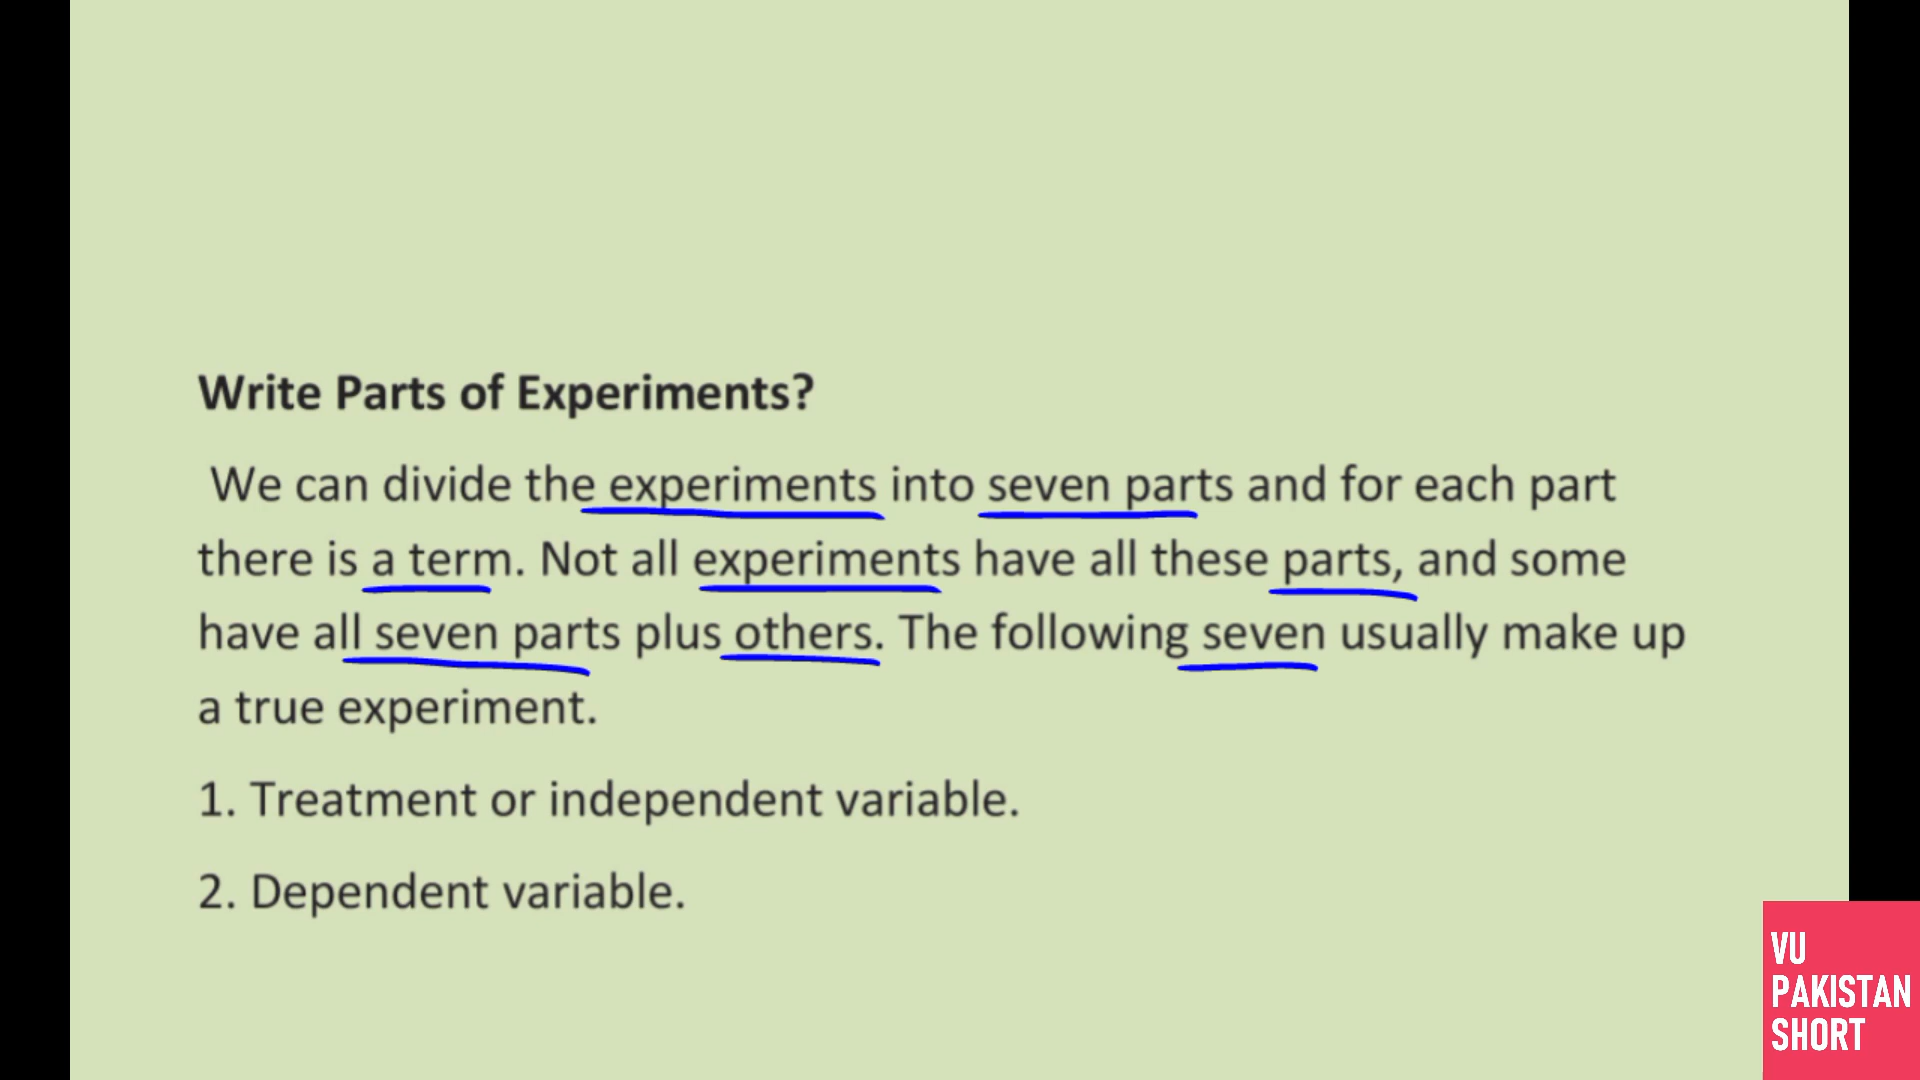 Write Parts of Experiments?
We can divide the experiments into seven parts and for each part
there is a term. Not all experiments have all these parts, and some
have all seven parts plus others. The following seven usually make up
a true experiment.
1. Treatment or independent variable.
2. Dependent variable.
VU
PAKISTAN
SHORT